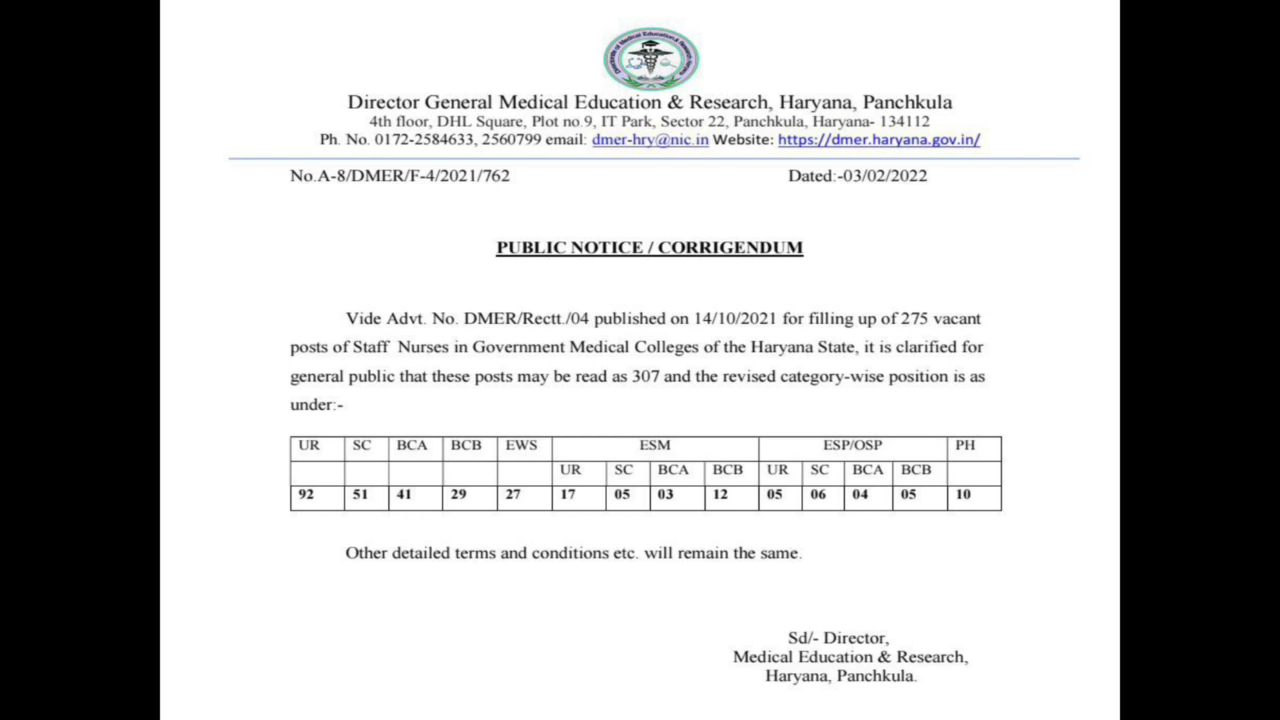 Director General Medical Education & Research, Haryana, Panchkula
4th floor, DHL Square, Plot no.9, IT Park, Sector 22, Panchkula, Haryana- 134112
Ph. No. 0172-2584633, 2560799 email: dmer-hry@nic.in Website: https://dmer.haryana.gov.in/
No.A-8/DMER/F-4/2021/762 Dated:-03/02/2022
PUBLIC NOTICE / CORRIGENDUM
Vide Advt. No. DMER/Rectt./04 published on 14/10/2021 for filling up of 275 vacant
posts of Staff Nurses in Government Medical Colleges of the Haryana State, it is clarified for
general public that these posts may be read as 307 and the revised category-wise position is as
under:-
UR SC BCA BCB EWS ESM ESP/OSP PH
UR SC BCA BCB UR SC BCA BCB
92 51 41 29 27 17 05 03 12 05 06 04 05 10
Other detailed terms and conditions etc. will remain the same.
Sd/- Director,
Medical Education & Research,
Haryana, Panchkula.